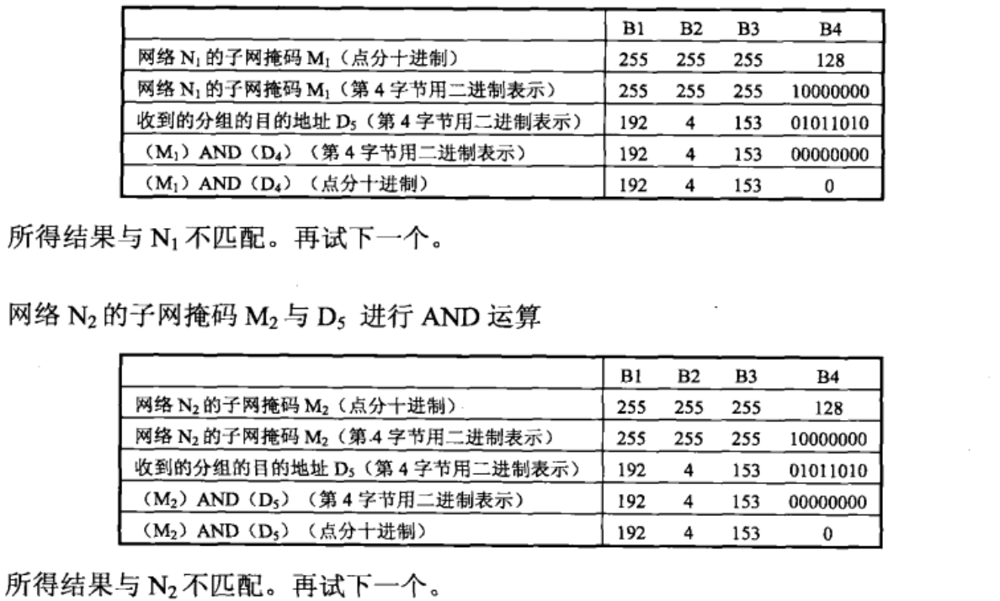 B1 B2 B3 B4
网络 N₁ 的子网掩码 M₁（点分十进制） 255 255 255 128
网络 N₁ 的子网掩码 M₁（第 4 字节用二进制表示） 255 255 255 10000000
收到的分组的目的地址 D₅（第 4 字节用二进制表示） 192 4 153 01011010
（M₁）AND（D₄）（第 4 字节用二进制表示） 192 4 153 00000000
（M₁）AND（D₄）（点分十进制） 192 4 153 0
所得结果与 N₁ 不匹配。再试下一个。
网络 N₂ 的子网掩码 M₂ 与 D₅ 进行 AND 运算
B1 B2 B3 B4
网络 N₂ 的子网掩码 M₂（点分十进制） 255 255 255 128
网络 N₂ 的子网掩码 M₂（第 4 字节用二进制表示） 255 255 255 10000000
收到的分组的目的地址 D₅（第 4 字节用二进制表示） 192 4 153 01011010
（M₂）AND（D₅）（第 4 字节用二进制表示） 192 4 153 00000000
（M₂）AND（D₅）（点分十进制） 192 4 153 0
所得结果与 N₂ 不匹配。再试下一个。